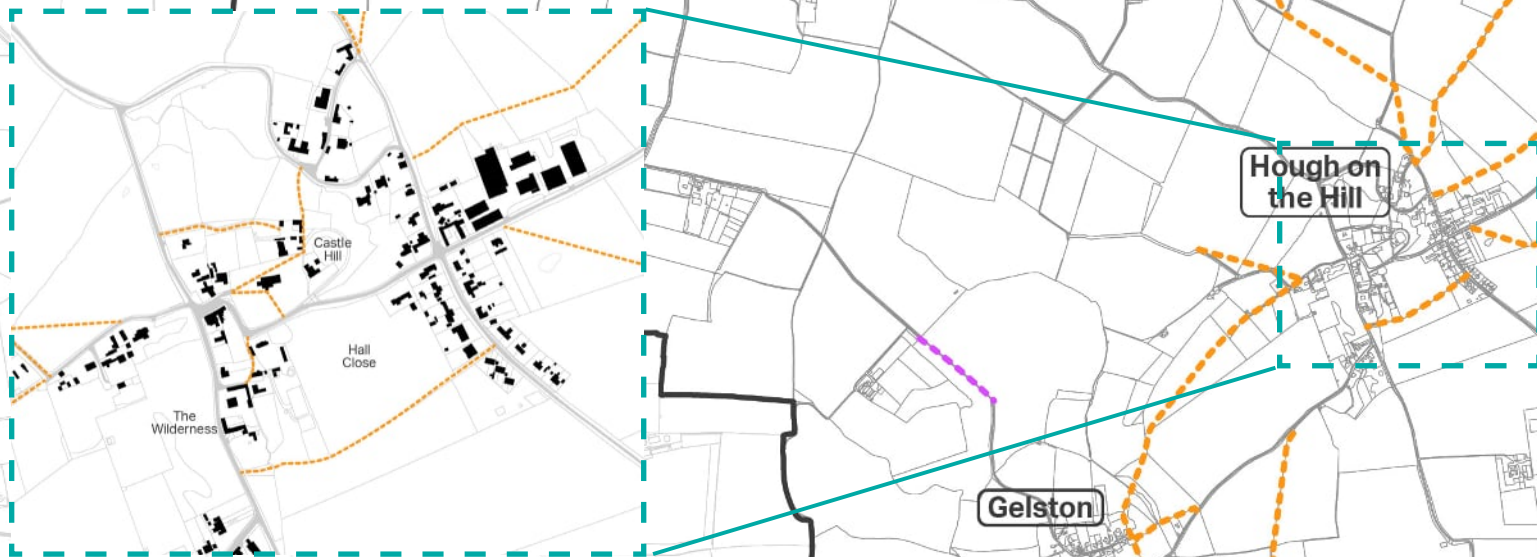 Castle
Hill
Hall
Close
The
Wilderness
Hough on
the Hill
Gelston